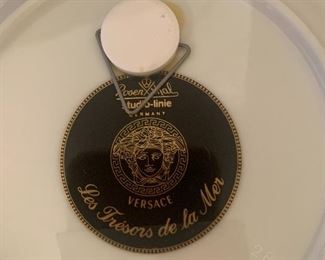 Rosenthal
studio-linie
GERMANY
VERSACE
Les Trésors de la Mer